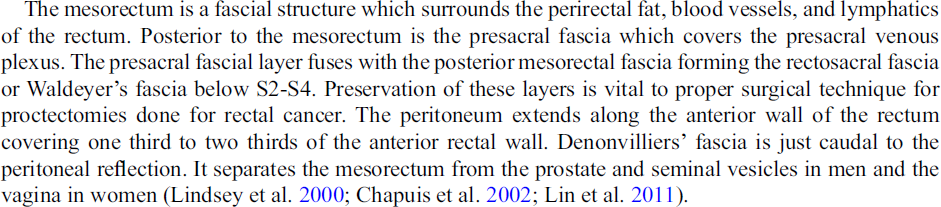 The mesorectum is a fascial structure which surrounds the perirectal fat, blood vessels, and lymphatics
of the rectum. Posterior to the mesorectum is the presacral fascia which covers the presacral venous
plexus. The presacral fascial layer fuses with the posterior mesorectal fascia forming the rectosacral fascia
or Waldeyer’s fascia below S2-S4. Preservation of these layers is vital to proper surgical technique for
proctectomies done for rectal cancer. The peritoneum extends along the anterior wall of the rectum
covering one third to two thirds of the anterior rectal wall. Denonvilliers’ fascia is just caudal to the
peritoneal reflection. It separates the mesorectum from the prostate and seminal vesicles in men and the
vagina in women (Lindsey et al. 2000; Chapuis et al. 2002; Lin et al. 2011).